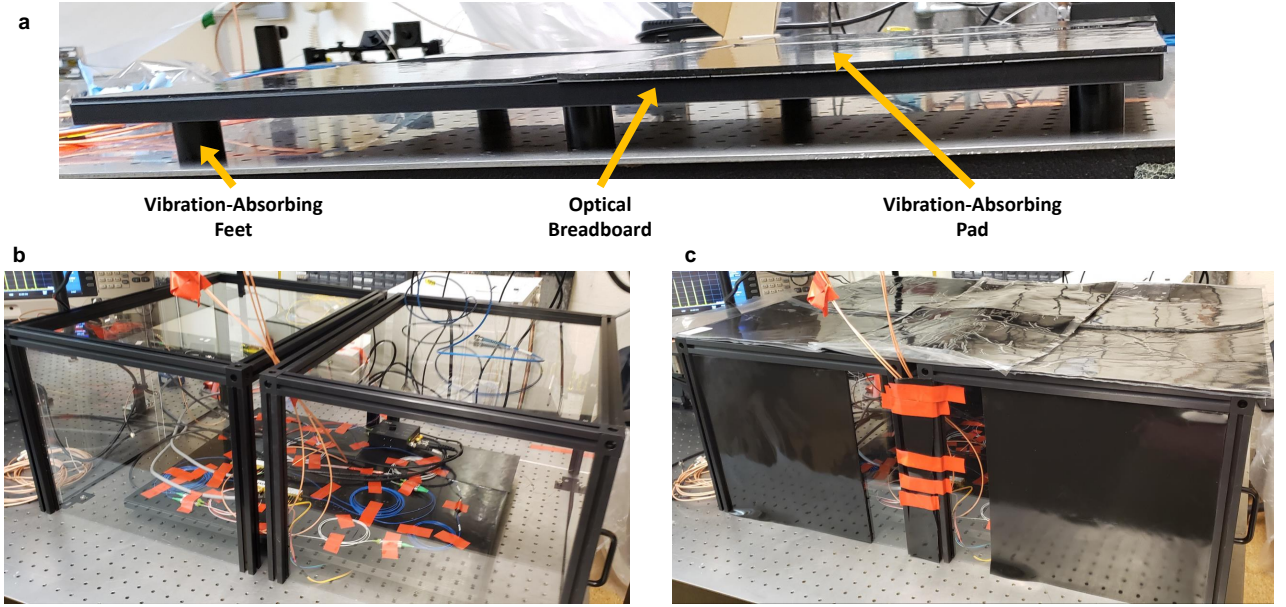 a
Vibration-Absorbing
Feet
Optical
Breadboard
Vibration-Absorbing
Pad
b
c